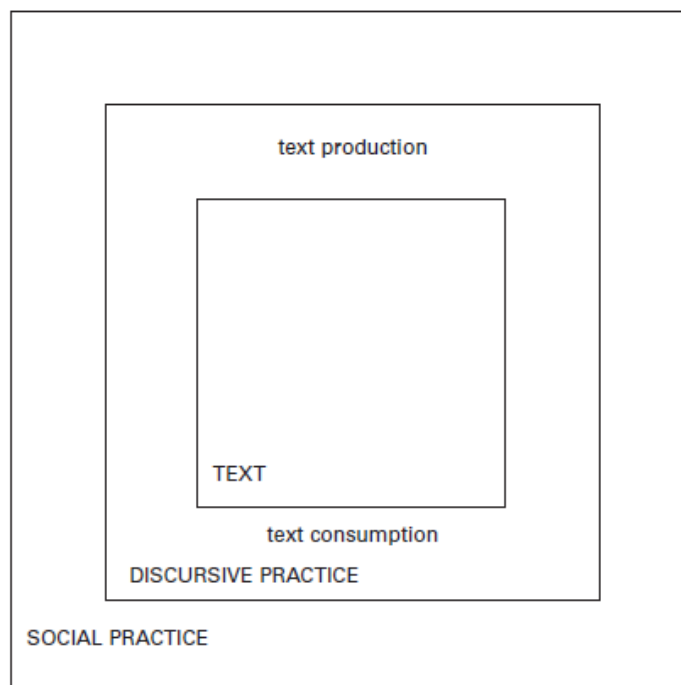 text production
TEXT
text consumption
DISCURSIVE PRACTICE
SOCIAL PRACTICE